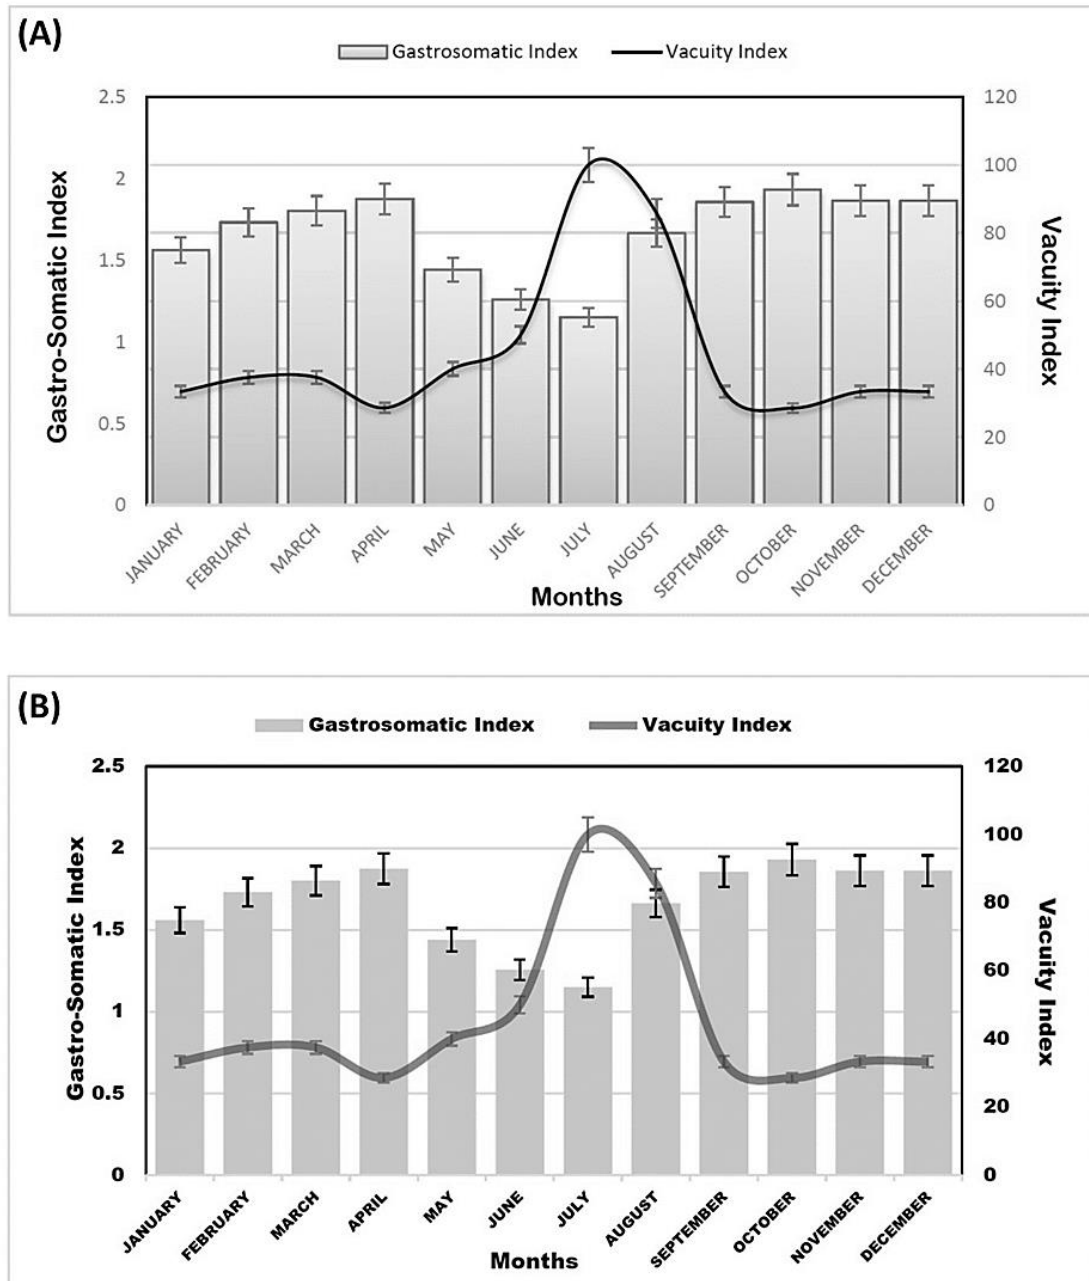 (A)
Gastrosomatic Index Vacuity Index
2.5
2
1.5
1
0.5
0
Gastro-Somatic Index
120
100
80
60
40
20
0
Vacuity Index
JANUARY
FEBRUARY
MARCH
APRIL
MAY
JUNE
JULY
AUGUST
SEPTEMBER
OCTOBER
NOVEMBER
DECEMBER
Months
(B)
Gastrosomatic Index Vacuity Index
2.5
2
1.5
1
0.5
0
Gastro-Somatic Index
120
100
80
60
40
20
0
Vacuity Index
JANUARY
FEBRUARY
MARCH
APRIL
MAY
JUNE
JULY
AUGUST
SEPTEMBER
OCTOBER
NOVEMBER
DECEMBER
Months